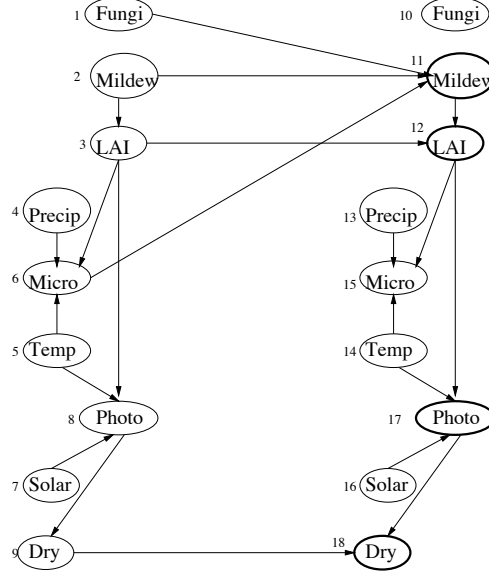 1 Fungi 10 Fungi
2 Mildew 11 Mildew
3 LAI 12 LAI
4 Precip 13 Precip
6 Micro 15 Micro
5 Temp 14 Temp
8 Photo 17 Photo
7 Solar 16 Solar
9 Dry 18 Dry